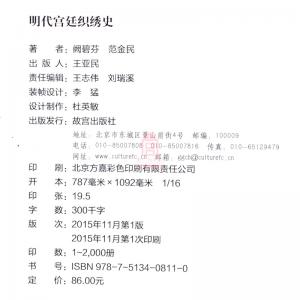 明代宫廷织绣史
著 者：阙碧芬 范金民
出 版 人：王亚民
责任编辑：王志伟 刘瑞溪
装帧设计：李 猛
设计制作：杜英敏
出版发行：故宫出版社
地址：北京市东城区景山前街4号 邮编：100009
电话：010-85007808 010-85007816 传真：010-65129479
网址：www.culturefc.cn 邮箱：ggcb@culturefc.cn
印 刷：北京方嘉彩色印刷有限责任公司
开 本：787毫米×1092毫米 1/16
印 张：19.5
字 数：300千字
版 次：2015年11月第1版
2015年11月第1次印刷
印 数：1~2,000册
书 号：ISBN 978-7-5134-0811-0
定 价：86.00元